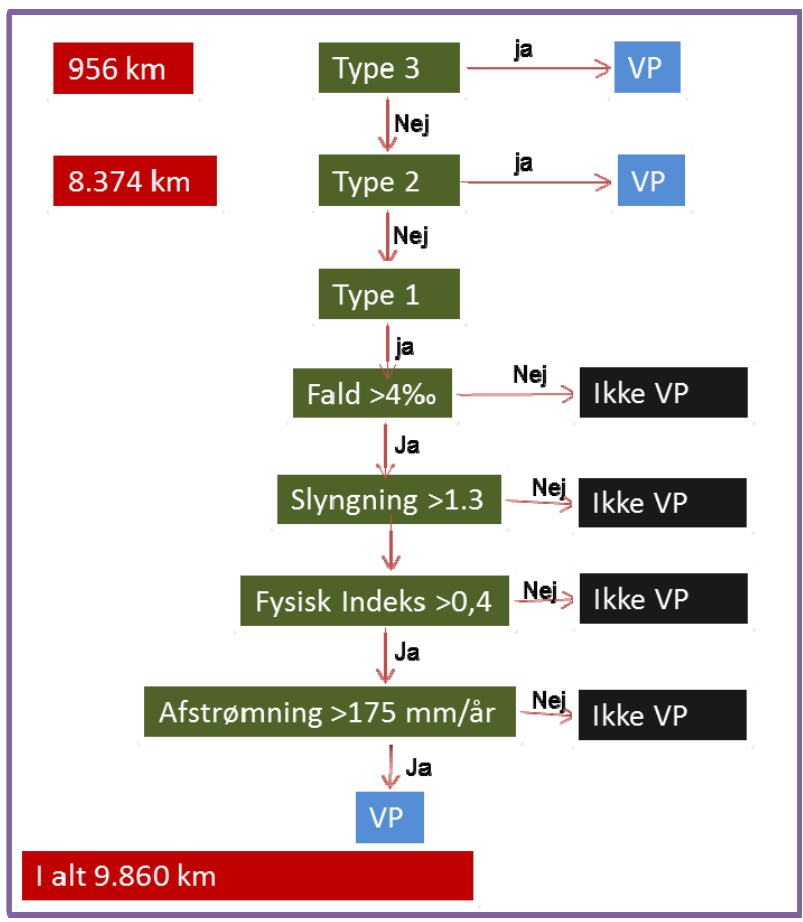 956 km
Type 3
ja
VP
Nej
8.374 km
Type 2
ja
VP
Nej
Type 1
ja
Fald >4‰
Nej
Ikke VP
Ja
Slyngning >1.3
Nej
Ikke VP
Fysisk Indeks >0,4
Nej
Ikke VP
Ja
Afstrømning >175 mm/år
Nej
Ikke VP
Ja
VP
I alt 9.860 km